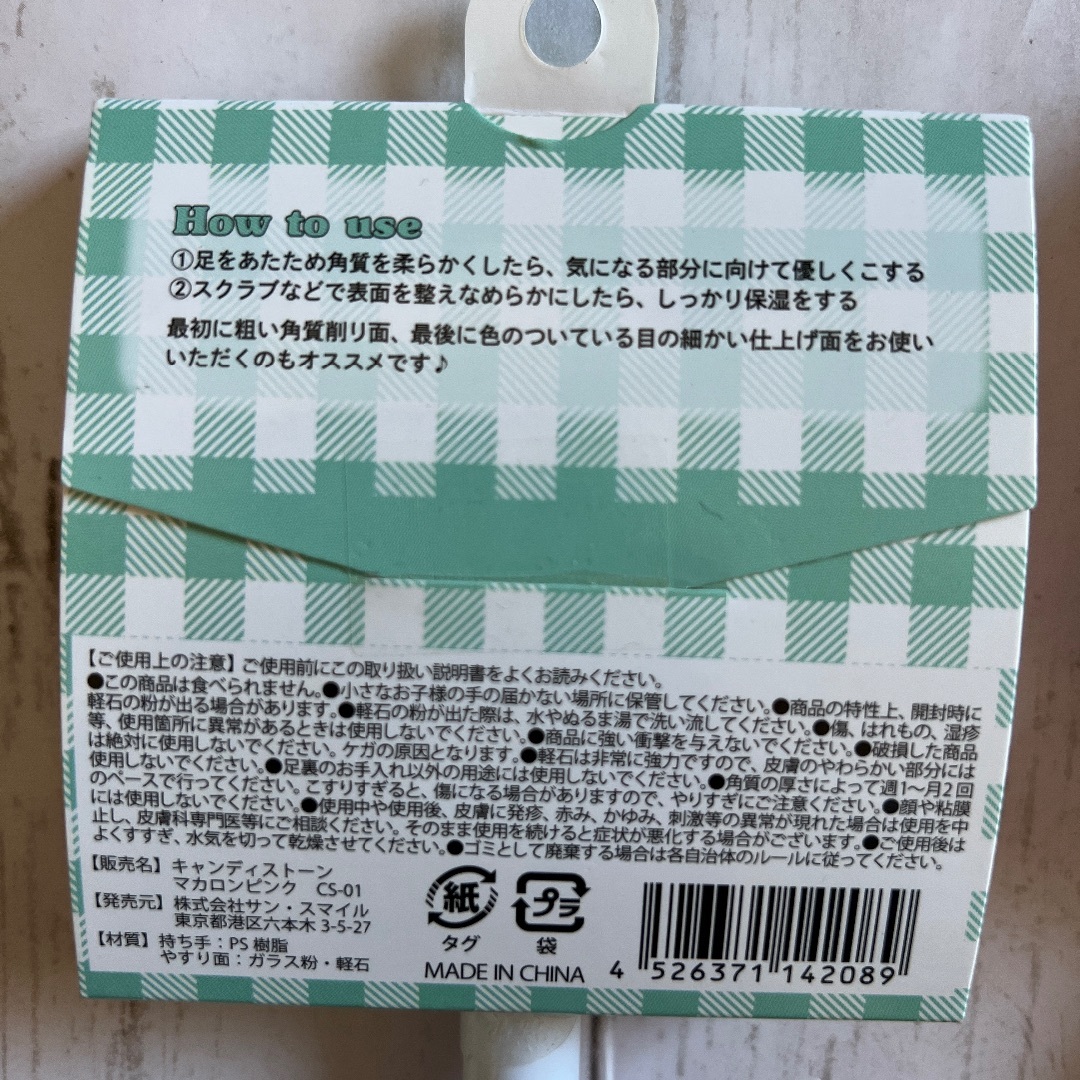 How to use
①足をあたため角質を柔らかくしたら、気になる部分に向けて優しくこする
②スクラブなどで表面を整えなめらかにしたら、しっかり保湿をする
最初に粗い角質削り面、最後に色のついている目の細かい仕上げ面をお使い
いただくのもオススメです♪
【ご使用上の注意】ご使用前にこの取り扱い説明書をよくお読みください。
●この商品は食べられません。●小さなお子様の手の届かない場所に保管してください。●商品の特性上、開封時に
軽石の粉が出る場合があります。●軽石の粉が出た際は、水やぬるま湯で洗い流してください。●傷、はれもの、湿疹
等、使用箇所に異常があるときは使用しないでください。●商品に強い衝撃を与えないでください。●破損した商品
は絶対に使用しないでください。ケガの原因となります。●軽石は非常に強力ですので、皮膚のやわらかい部分には
使用しないでください。●足裏のお手入れ以外の用途には使用しないでください。●角質の厚さによって週1〜月2回
のペースで行ってください。こすりすぎると、傷になる場合がありますので、やりすぎにご注意ください。●顔や粘膜
には使用しないでください。●使用中や使用後、皮膚に発疹、赤み、かゆみ、刺激等の異常が現れた場合は使用を中
止し、皮膚科専門医等にご相談ください。そのまま使用を続けると症状が悪化する場合がございます。●ご使用後は
よくすすぎ、水気を切って乾燥させてください。●ゴミとして廃棄する場合は各自治体のルールに従ってください。
【販売名】キャンディストーン
マカロンピンク CS-01
【発売元】株式会社サン・スマイル
東京都港区六本木 3-5-27
【材質】持ち手：PS 樹脂
やすり面：ガラス粉・軽石
紙
タグ
プラ
袋
MADE IN CHINA
4 526371 142089